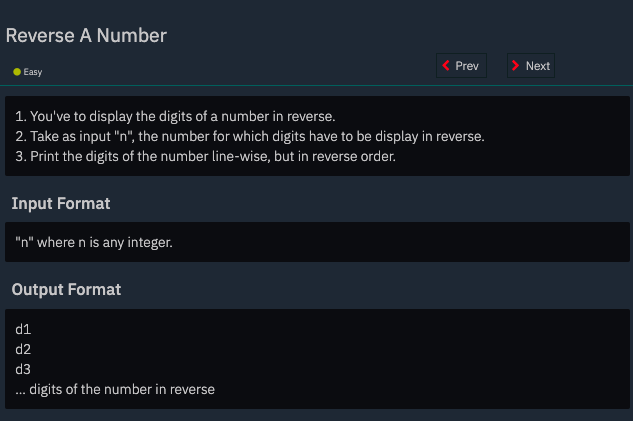 Reverse A Number
Easy
Prev
Next
1. You've to display the digits of a number in reverse.
2. Take as input "n", the number for which digits have to be display in reverse.
3. Print the digits of the number line-wise, but in reverse order.
Input Format
"n" where n is any integer.
Output Format
d1
d2
d3
... digits of the number in reverse